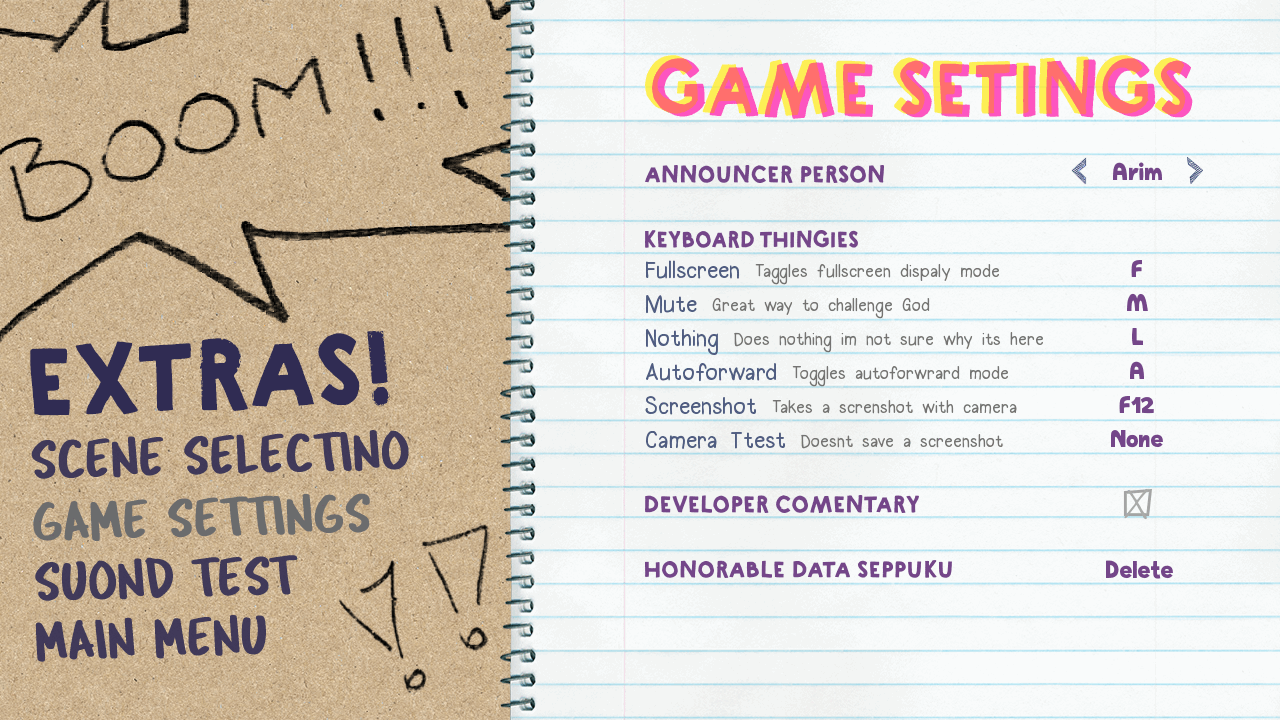 BOOM!!!
EXTRAS!
SCENE SELECTINO
GAME SETTINGS
SUOND TEST
MAIN MENU
!!
GAME SETINGS
ANNOUNCER PERSON Arim
KEYBOARD THINGIES
Fullscreen Taggles fullscreen dispaly mode F
Mute Great way to challenge God M
Nothing Does nothing im not sure why its here L
Autoforward Toggles autoforwrard mode A
Screenshot Takes a screnshot with camera F12
Camera Ttest Doesnt save a screenshot None
DEVELOPER COMENTARY
HONORABLE DATA SEPPUKU Delete